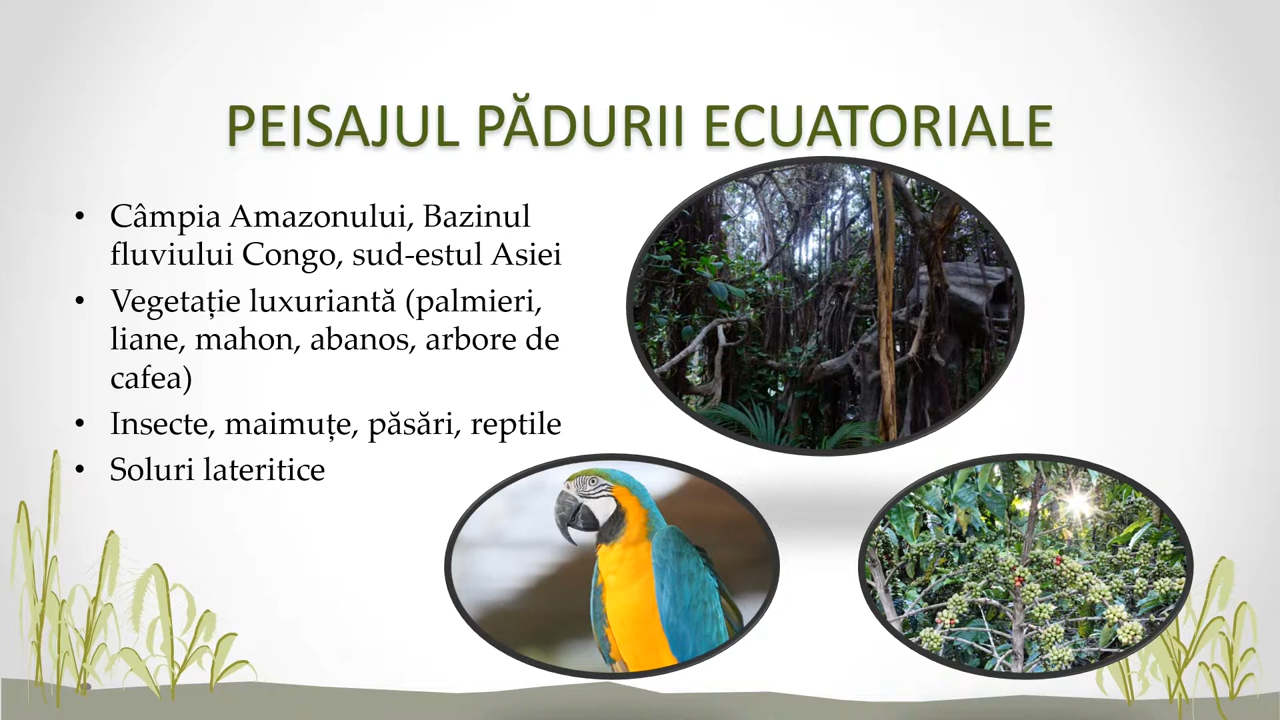 PEISAJUL PĂDURII ECUATORIALE
• Câmpia Amazonului, Bazinul
fluviului Congo, sud-estul Asiei
• Vegetație luxuriantă (palmieri,
liane, mahon, abanos, arbore de
cafea)
• Insecte, maimuțe, păsări, reptile
• Soluri lateritice